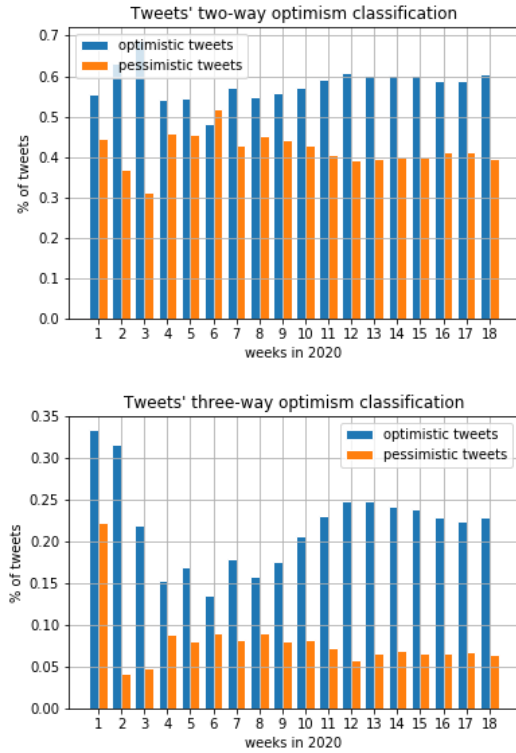 Tweets' two-way optimism classification
0.7
0.6
0.5
0.4
0.3
0.2
0.1
0.0
% of tweets
optimistic tweets
pessimistic tweets
1 2 3 4 5 6 7 8 9 10 11 12 13 14 15 16 17 18
weeks in 2020
Tweets' three-way optimism classification
0.35
0.30
0.25
0.20
0.15
0.10
0.05
0.00
% of tweets
optimistic tweets
pessimistic tweets
1 2 3 4 5 6 7 8 9 10 11 12 13 14 15 16 17 18
weeks in 2020